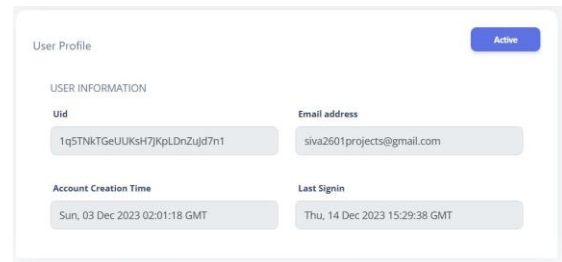 User Profile
Active
USER INFORMATION
Uid
Email address
1q5TNkTGeUUKsH7JKpLDnZuJd7n1
siva2601projects@gmail.com
Account Creation Time
Last Signin
Sun, 03 Dec 2023 02:01:18 GMT
Thu, 14 Dec 2023 15:29:38 GMT